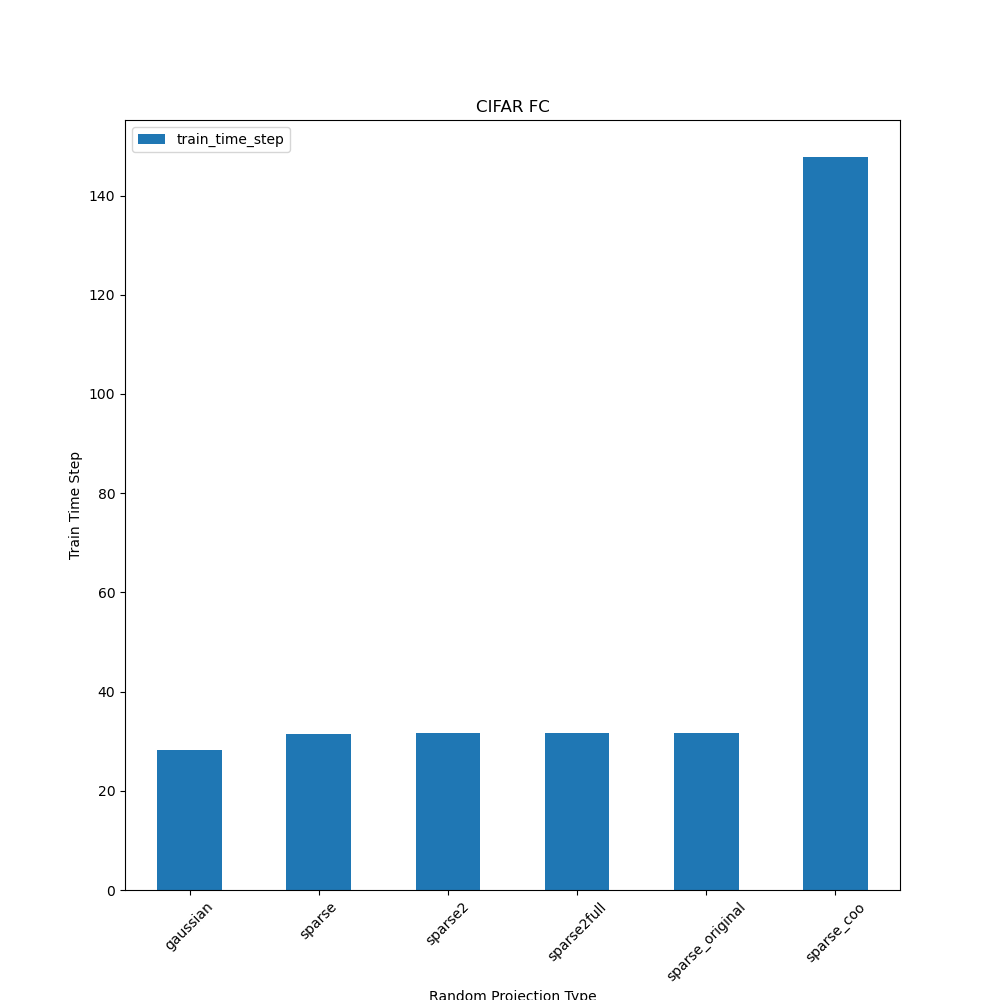 CIFAR FC
train_time_step
140
120
100
80
60
40
20
0
Train Time Step
gaussian
sparse
sparse2
sparse2full
sparse_original
sparse_coo
Random Projection Type